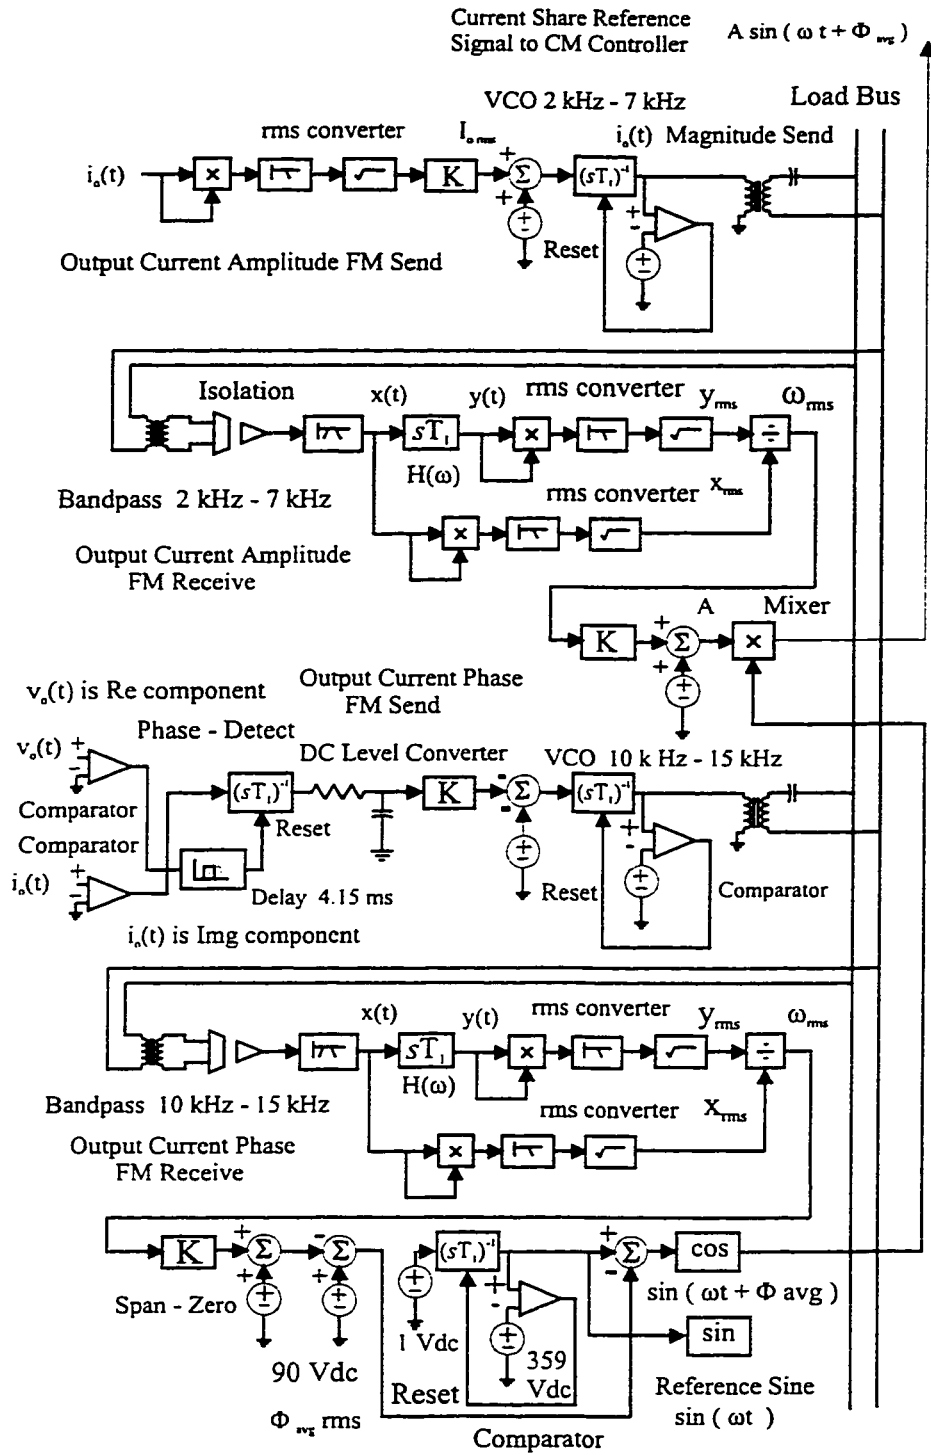 Current Share Reference
Signal to CM Controller
A sin ( ω t + Φ avg )
VCO 2 kHz - 7 kHz
Load Bus
rms converter
I o rms
i o (t) Magnitude Send
i o (t)
×
K
+
Σ
+
(sT I )⁻¹
+
-
+
-
Reset
+
-
Output Current Amplitude FM Send
Isolation
x(t)
y(t)
rms converter
y rms
ω rms
sT I
×
÷
H(ω)
rms converter
x rms
Bandpass 2 kHz - 7 kHz
×
Output Current Amplitude
FM Receive
A
Mixer
K
+
Σ
+
×
+
-
Output Current Phase
FM Send
v o (t) is Re component
Phase - Detect
DC Level Converter
VCO 10 k Hz - 15 kHz
v o (t)
+
-
(sT I )⁻¹
K
-
Σ
-
(sT I )⁻¹
Comparator
Reset
+
-
Comparator
i o (t)
+
-
Delay 4.15 ms
+
-
Reset
+
-
Comparator
i o (t) is Img component
x(t)
y(t)
rms converter
y rms
ω rms
sT I
×
÷
H(ω)
Bandpass 10 kHz - 15 kHz
rms converter
X rms
Output Current Phase
FM Receive
×
K
+
Σ
+
-
Σ
+
(sT I )⁻¹
+
Σ
-
cos
Span - Zero
+
-
+
-
+
-
1 Vdc
+
-
+
-
sin ( ωt + Φ avg )
sin
359
Vdc
90 Vdc
Reset
Reference Sine
sin ( ωt )
Φ avg rms
Comparator